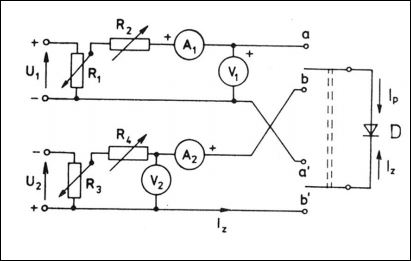 R2
+ A1
+
a
+
U1
R1
V1
b
Ip
−
R4
D
−
A2 +
a'
Iz
U2
R3
V2
b'
+
Iz